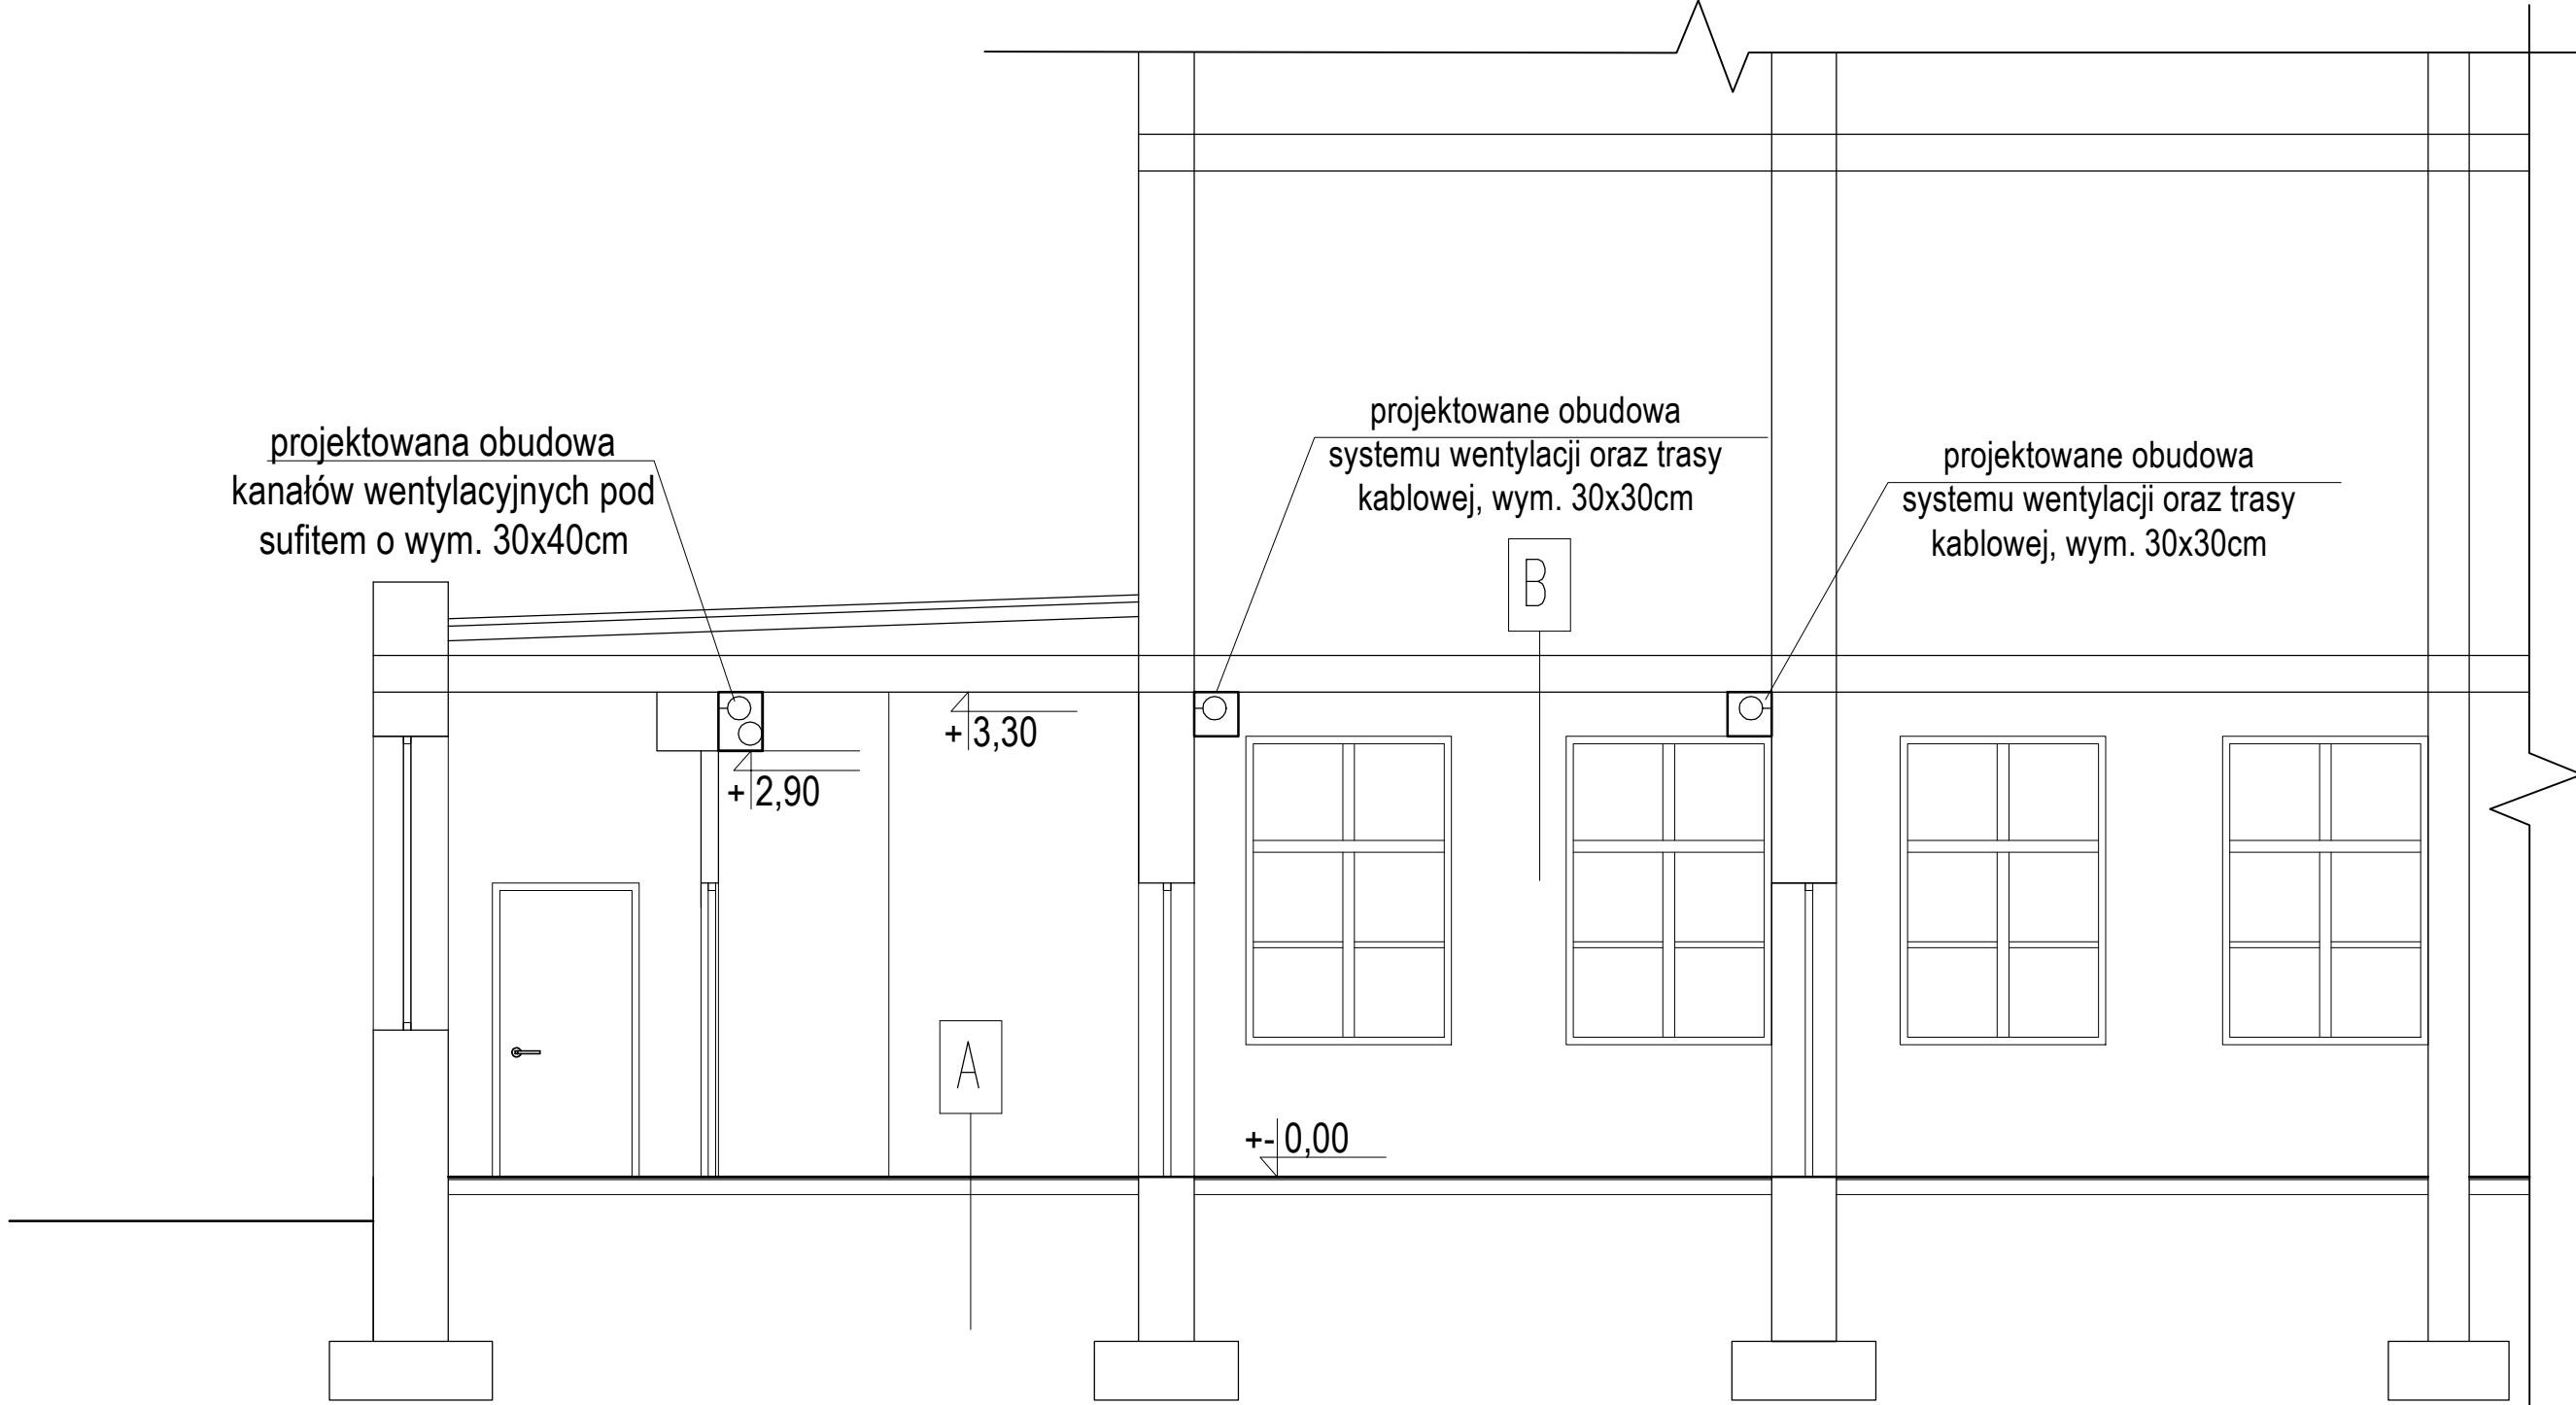 projektowana obudowa
kanałów wentylacyjnych pod
sufitem o wym. 30x40cm
projektowane obudowa
systemu wentylacji oraz trasy
kablowej, wym. 30x30cm
projektowane obudowa
systemu wentylacji oraz trasy
kablowej, wym. 30x30cm
B
+ 3,30
+ 2,90
A
+- 0,00